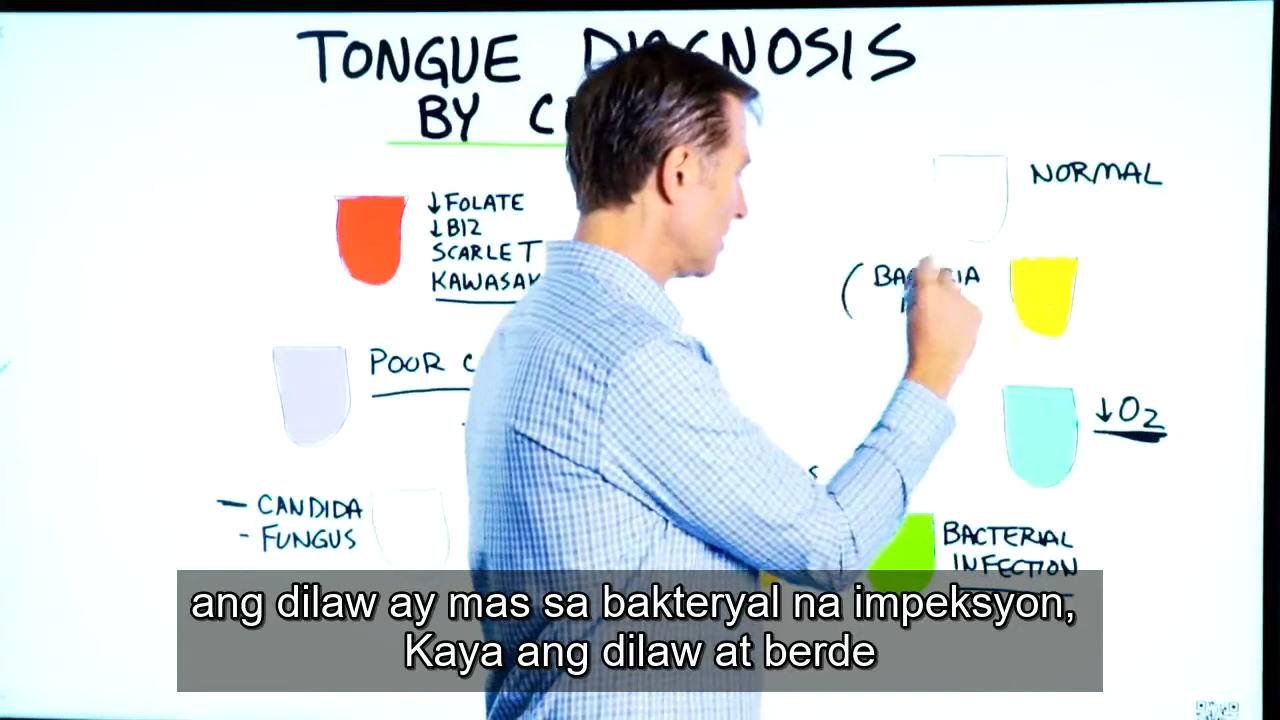 TONGUE DIAGNOSIS
BY
↓FOLATE
↓B12
SCARLET
NORMAL
POOR
↓O2
- CANDIDA
- FUNGUS
BACTERIAL
INFECTION
ang dilaw ay mas sa bakteryal na impeksyon,
Kaya ang dilaw at berde